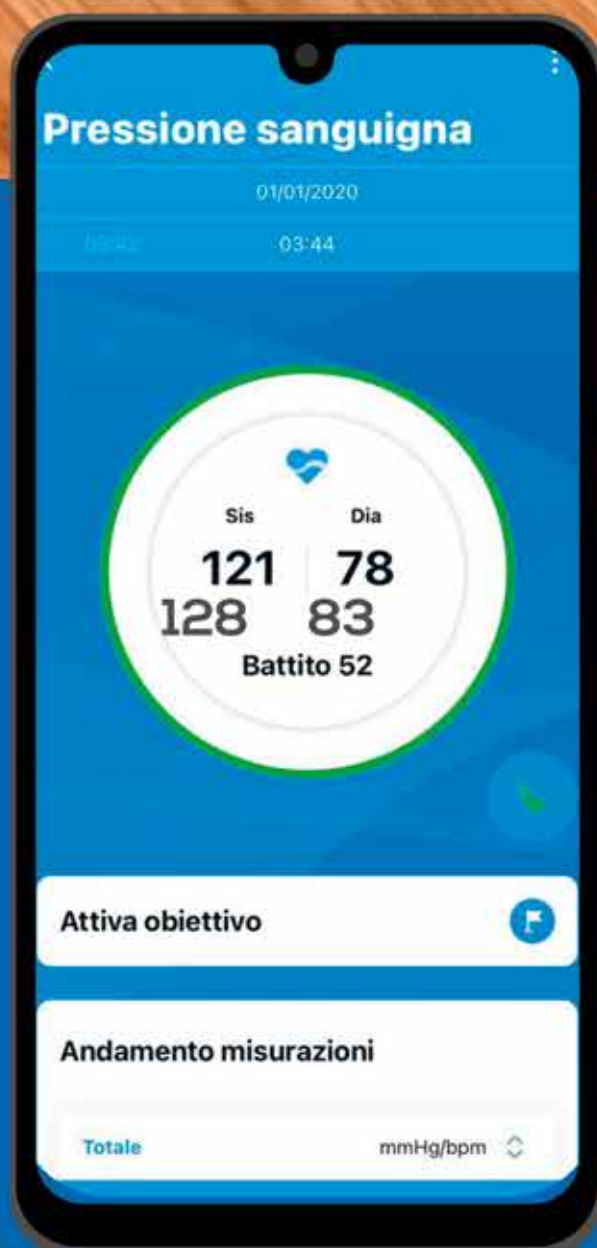 Pressione sanguigna
01/01/2020
03:44
Sis Dia
121 78
128 83
Battito 52
Attiva obiettivo
Andamento misurazioni
Totale mmHg/bpm